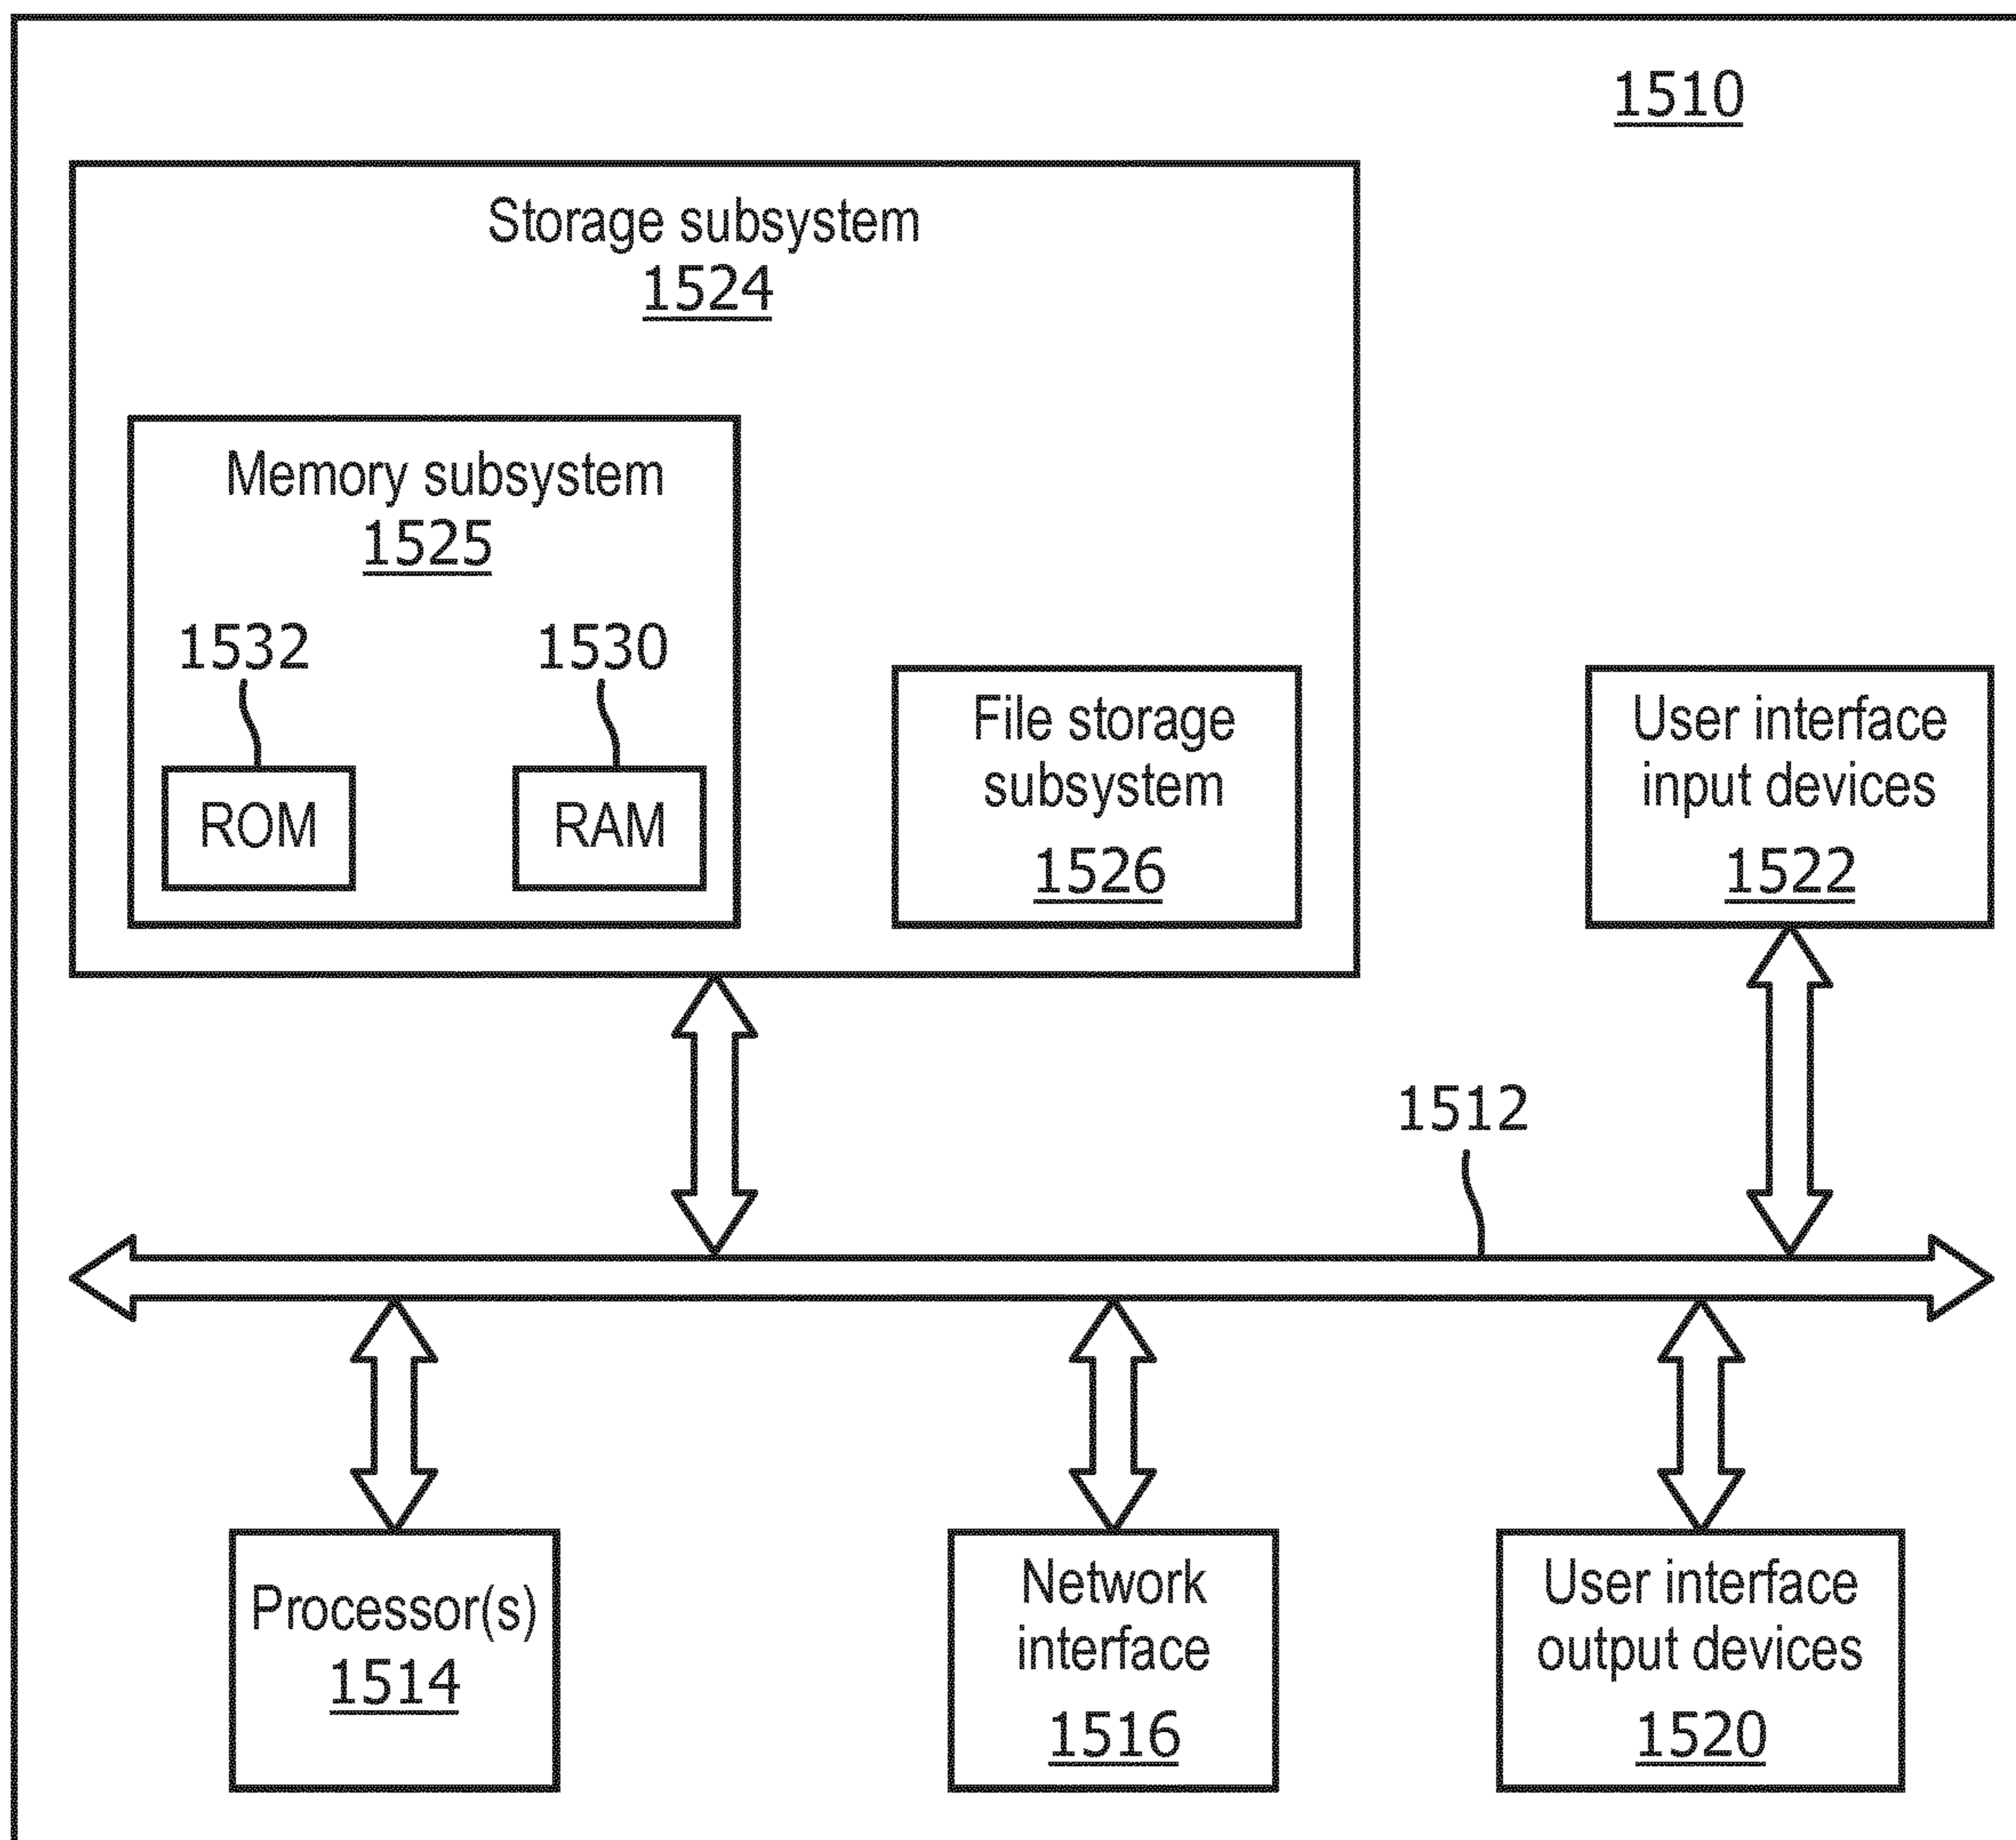 1510
Storage subsystem
1524
Memory subsystem
1525
1532
1530
ROM
RAM
File storage
subsystem
1526
User interface
input devices
1522
1512
Processor(s)
1514
Network
interface
1516
User interface
output devices
1520